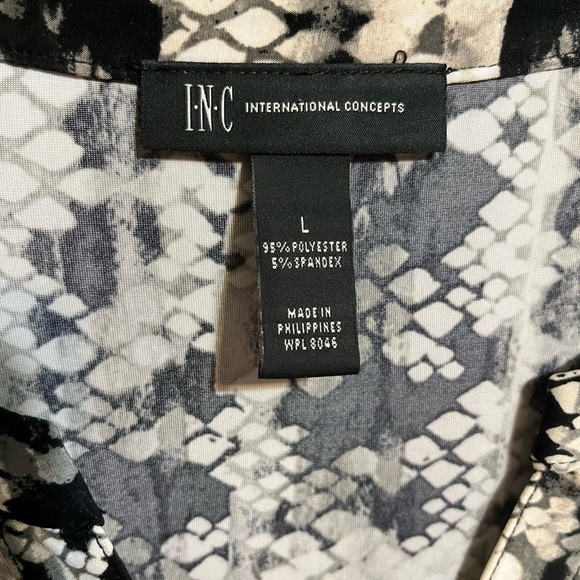 I·N·C INTERNATIONAL CONCEPTS
L
95% POLYESTER
5% SPANDEX
MADE IN
PHILIPPINES
WPL 8046